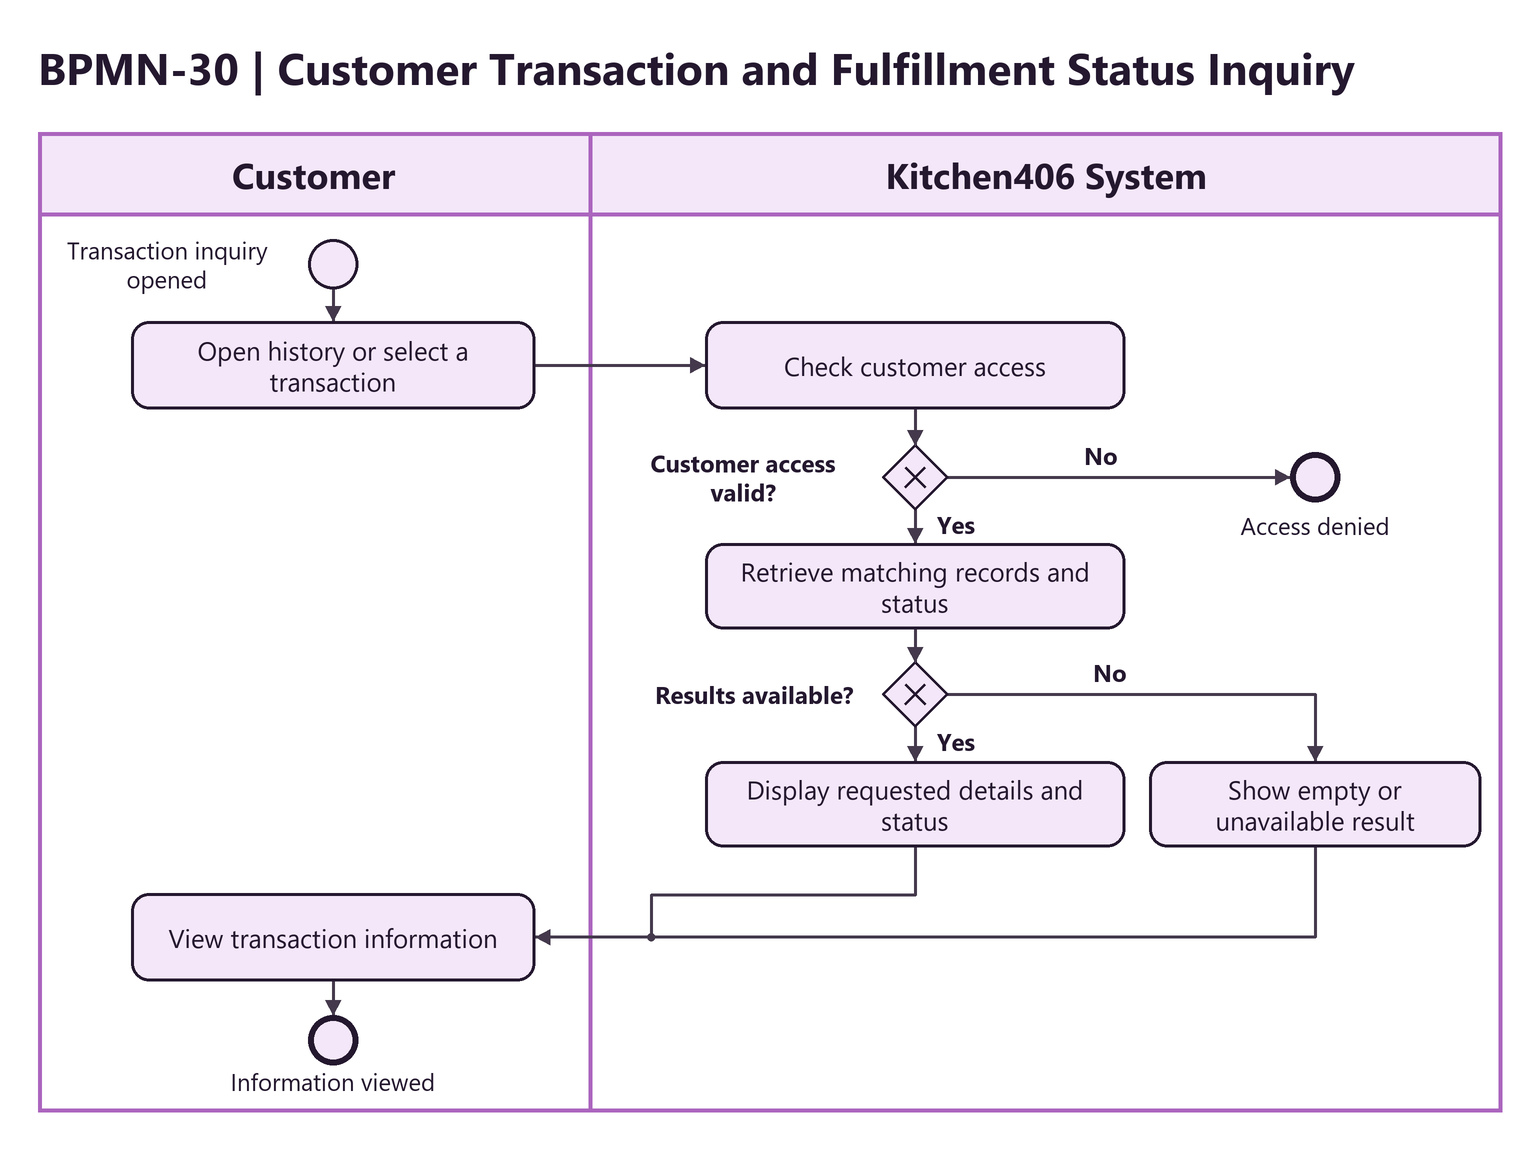 BPMN-30 | Customer Transaction and Fulfillment Status Inquiry
Customer
Kitchen406 System
Transaction inquiry
opened
Open history or select a
transaction
Check customer access
Customer access
valid?
No
Access denied
Yes
Retrieve matching records and
status
Results available?
No
Yes
Display requested details and
status
Show empty or
unavailable result
View transaction information
Information viewed